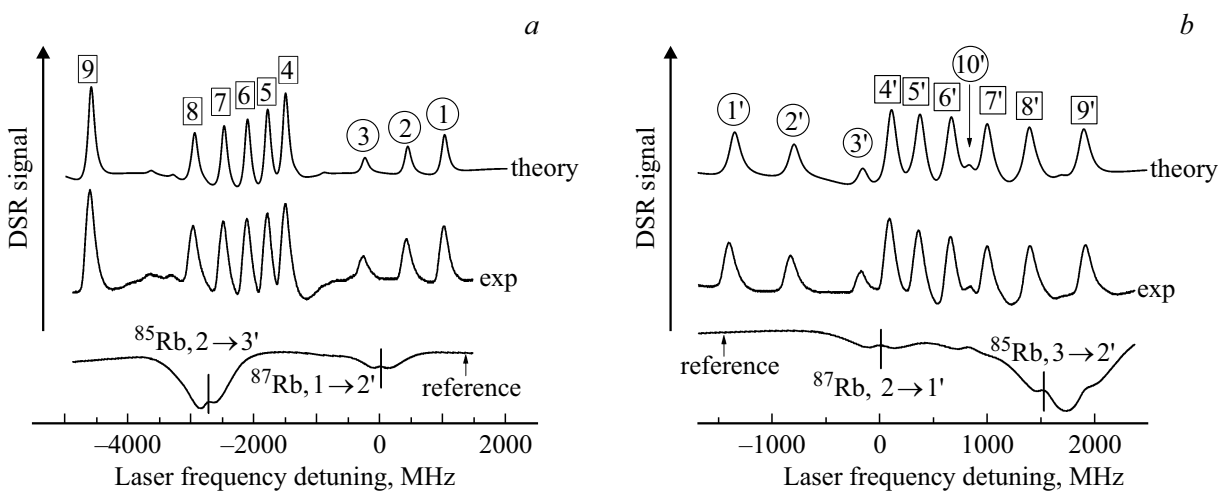 a
DSR signal
9
8
7
6
5
4
3
2
1
theory
exp
⁸⁵Rb, 2→3'
⁸⁷Rb, 1→2'
reference
–4000
–2000
0
2000
Laser frequency detuning, MHz
b
DSR signal
1'
2'
3'
4'
5'
6'
10'
7'
8'
9'
theory
exp
reference
⁸⁷Rb, 2→1'
⁸⁵Rb, 3→2'
–1000
0
1000
2000
Laser frequency detuning, MHz